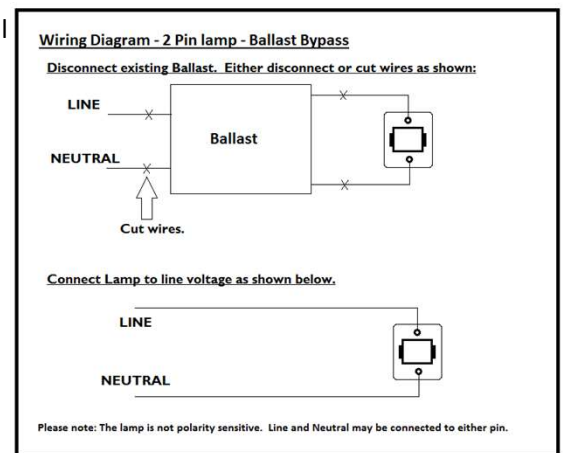 Wiring Diagram - 2 Pin lamp - Ballast Bypass
Disconnect existing Ballast. Either disconnect or cut wires as shown:
LINE
Ballast
NEUTRAL
Cut wires.
Connect Lamp to line voltage as shown below.
LINE
NEUTRAL
Please note: The lamp is not polarity sensitive. Line and Neutral may be connected to either pin.